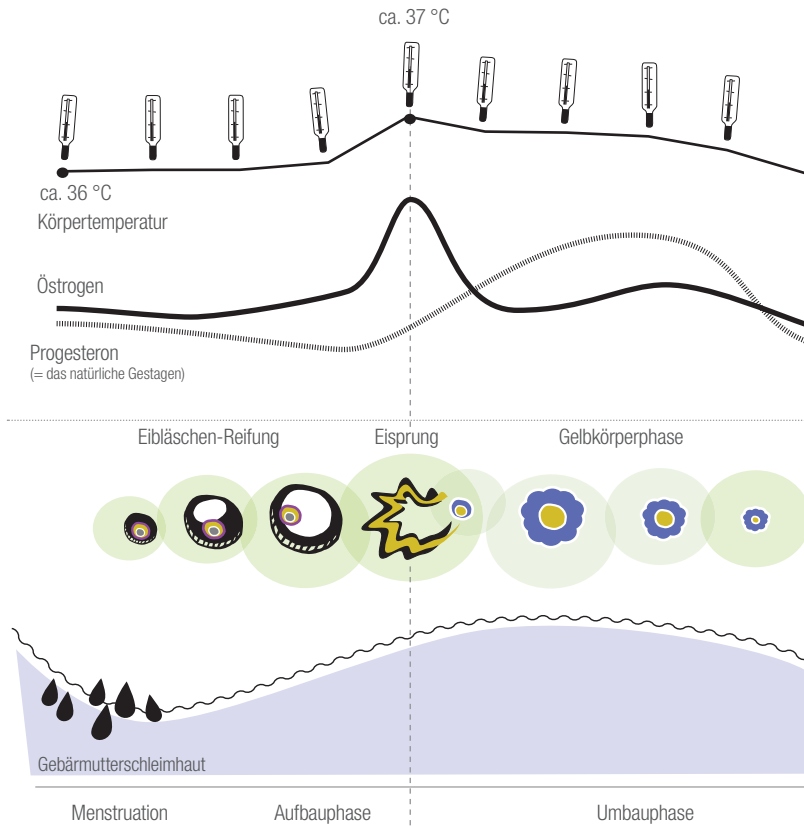 ca. 37 °C
ca. 36 °C
Körpertemperatur
Östrogen
Progesteron
(= das natürliche Gestagen)
Eibläschen-Reifung Eisprung Gelbkörperphase
Gebärmutterschleimhaut
Menstruation Aufbauphase Umbauphase